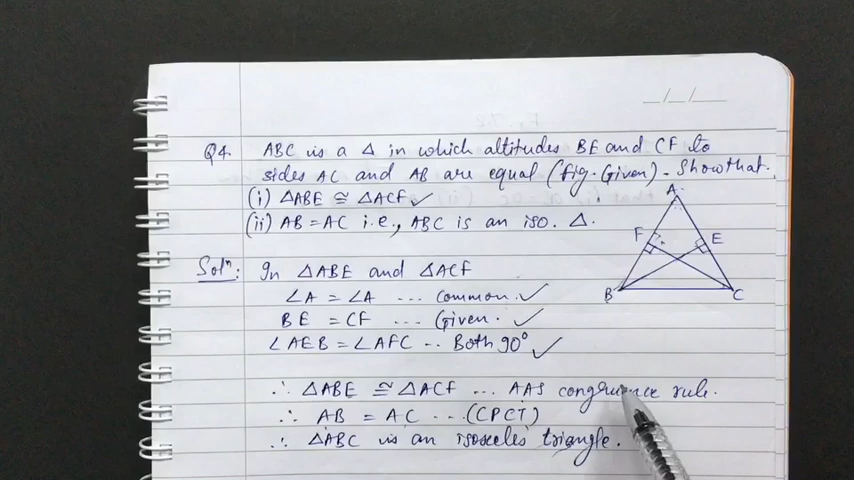 _/_/_
Q4. ABC is a Δ in which altitudes BE and CF to
sides AC and AB are equal (fig. Given). Show that.
(i) ΔABE ≅ ΔACF ✓
(ii) AB = AC i.e., ABC is an iso. Δ.
A
F
E
B
C
Solⁿ: In ΔABE and ΔACF
∠A = ∠A ... Common. ✓
BE = CF ... Given. ✓
∠AEB = ∠AFC .. Both 90° ✓
∴ ΔABE ≅ ΔACF ... AAS congruence rule.
∴ AB = AC ... (CPCT)
∴ ΔABC is an isosceles triangle.